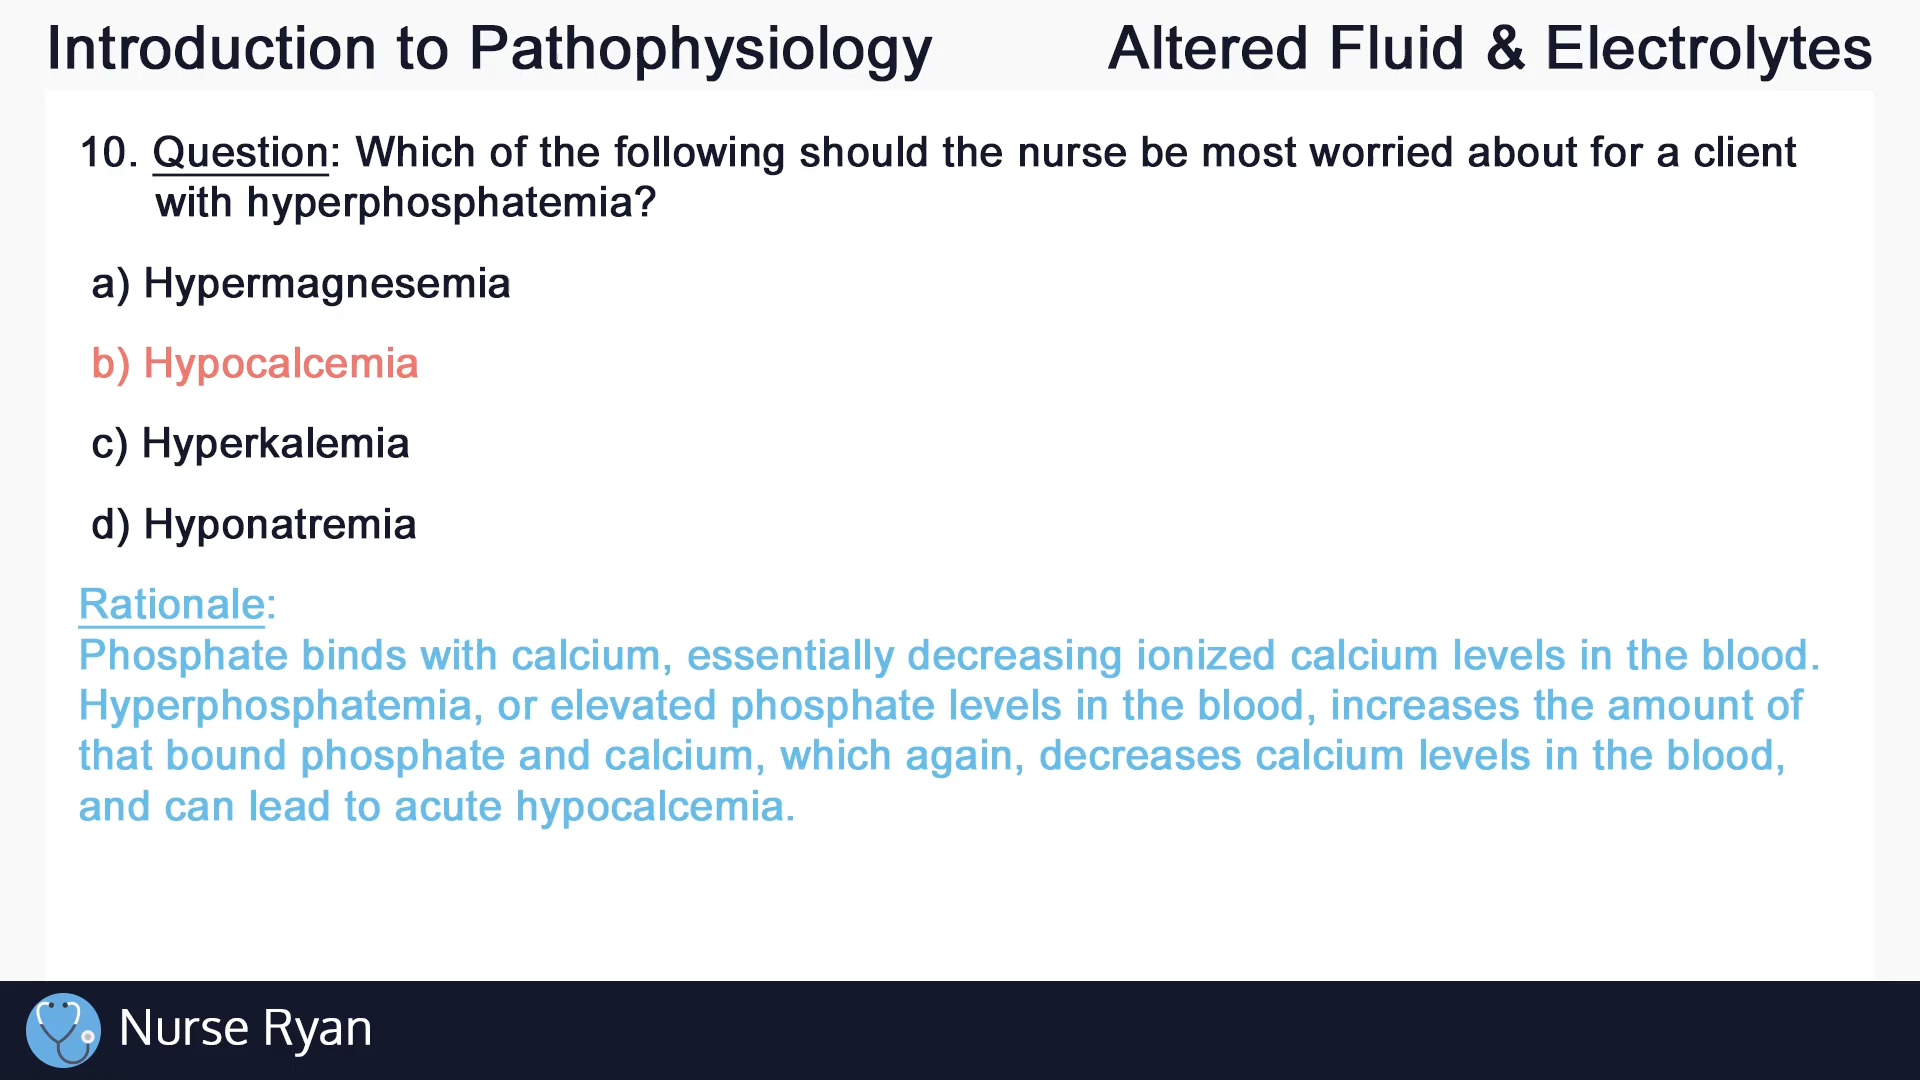 Introduction to Pathophysiology
Altered Fluid & Electrolytes
10. Question: Which of the following should the nurse be most worried about for a client
with hyperphosphatemia?
a) Hypermagnesemia
b) Hypocalcemia
c) Hyperkalemia
d) Hyponatremia
Rationale:
Phosphate binds with calcium, essentially decreasing ionized calcium levels in the blood.
Hyperphosphatemia, or elevated phosphate levels in the blood, increases the amount of
that bound phosphate and calcium, which again, decreases calcium levels in the blood,
and can lead to acute hypocalcemia.
Nurse Ryan